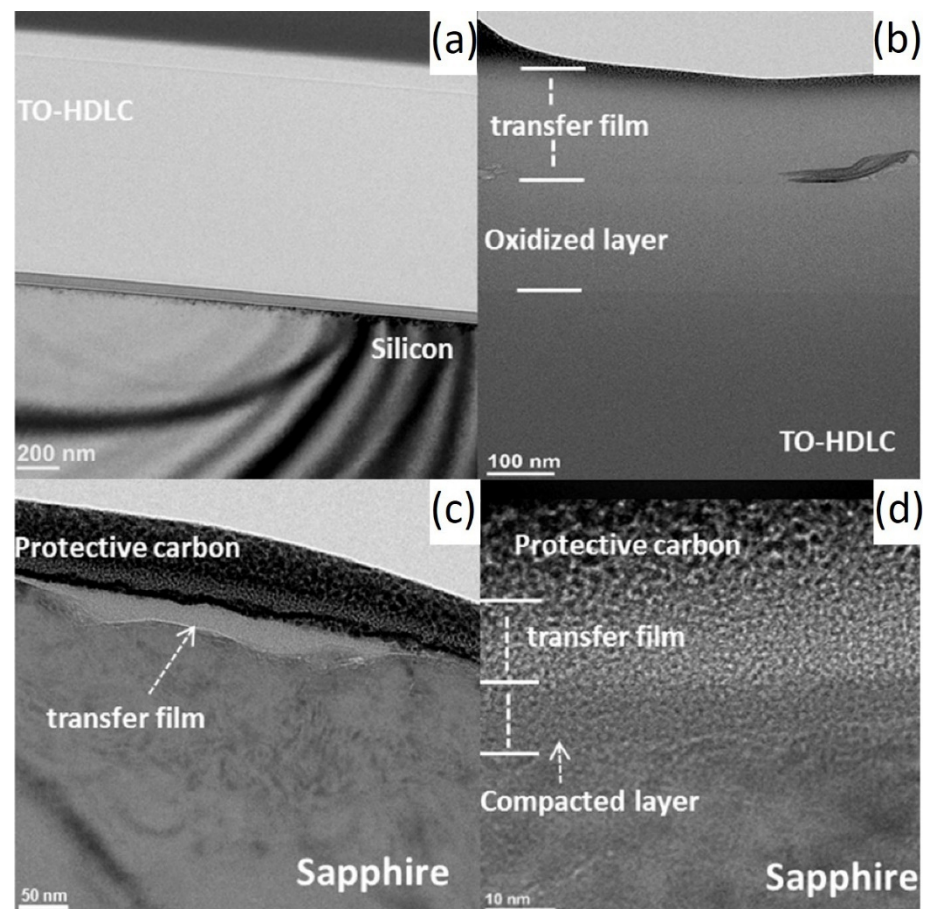 (a)
TO-HDLC
Silicon
200 nm
(b)
transfer film
Oxidized layer
TO-HDLC
100 nm
(c)
Protective carbon
transfer film
Sapphire
50 nm
(d)
Protective carbon
transfer film
Compacted layer
Sapphire
10 nm